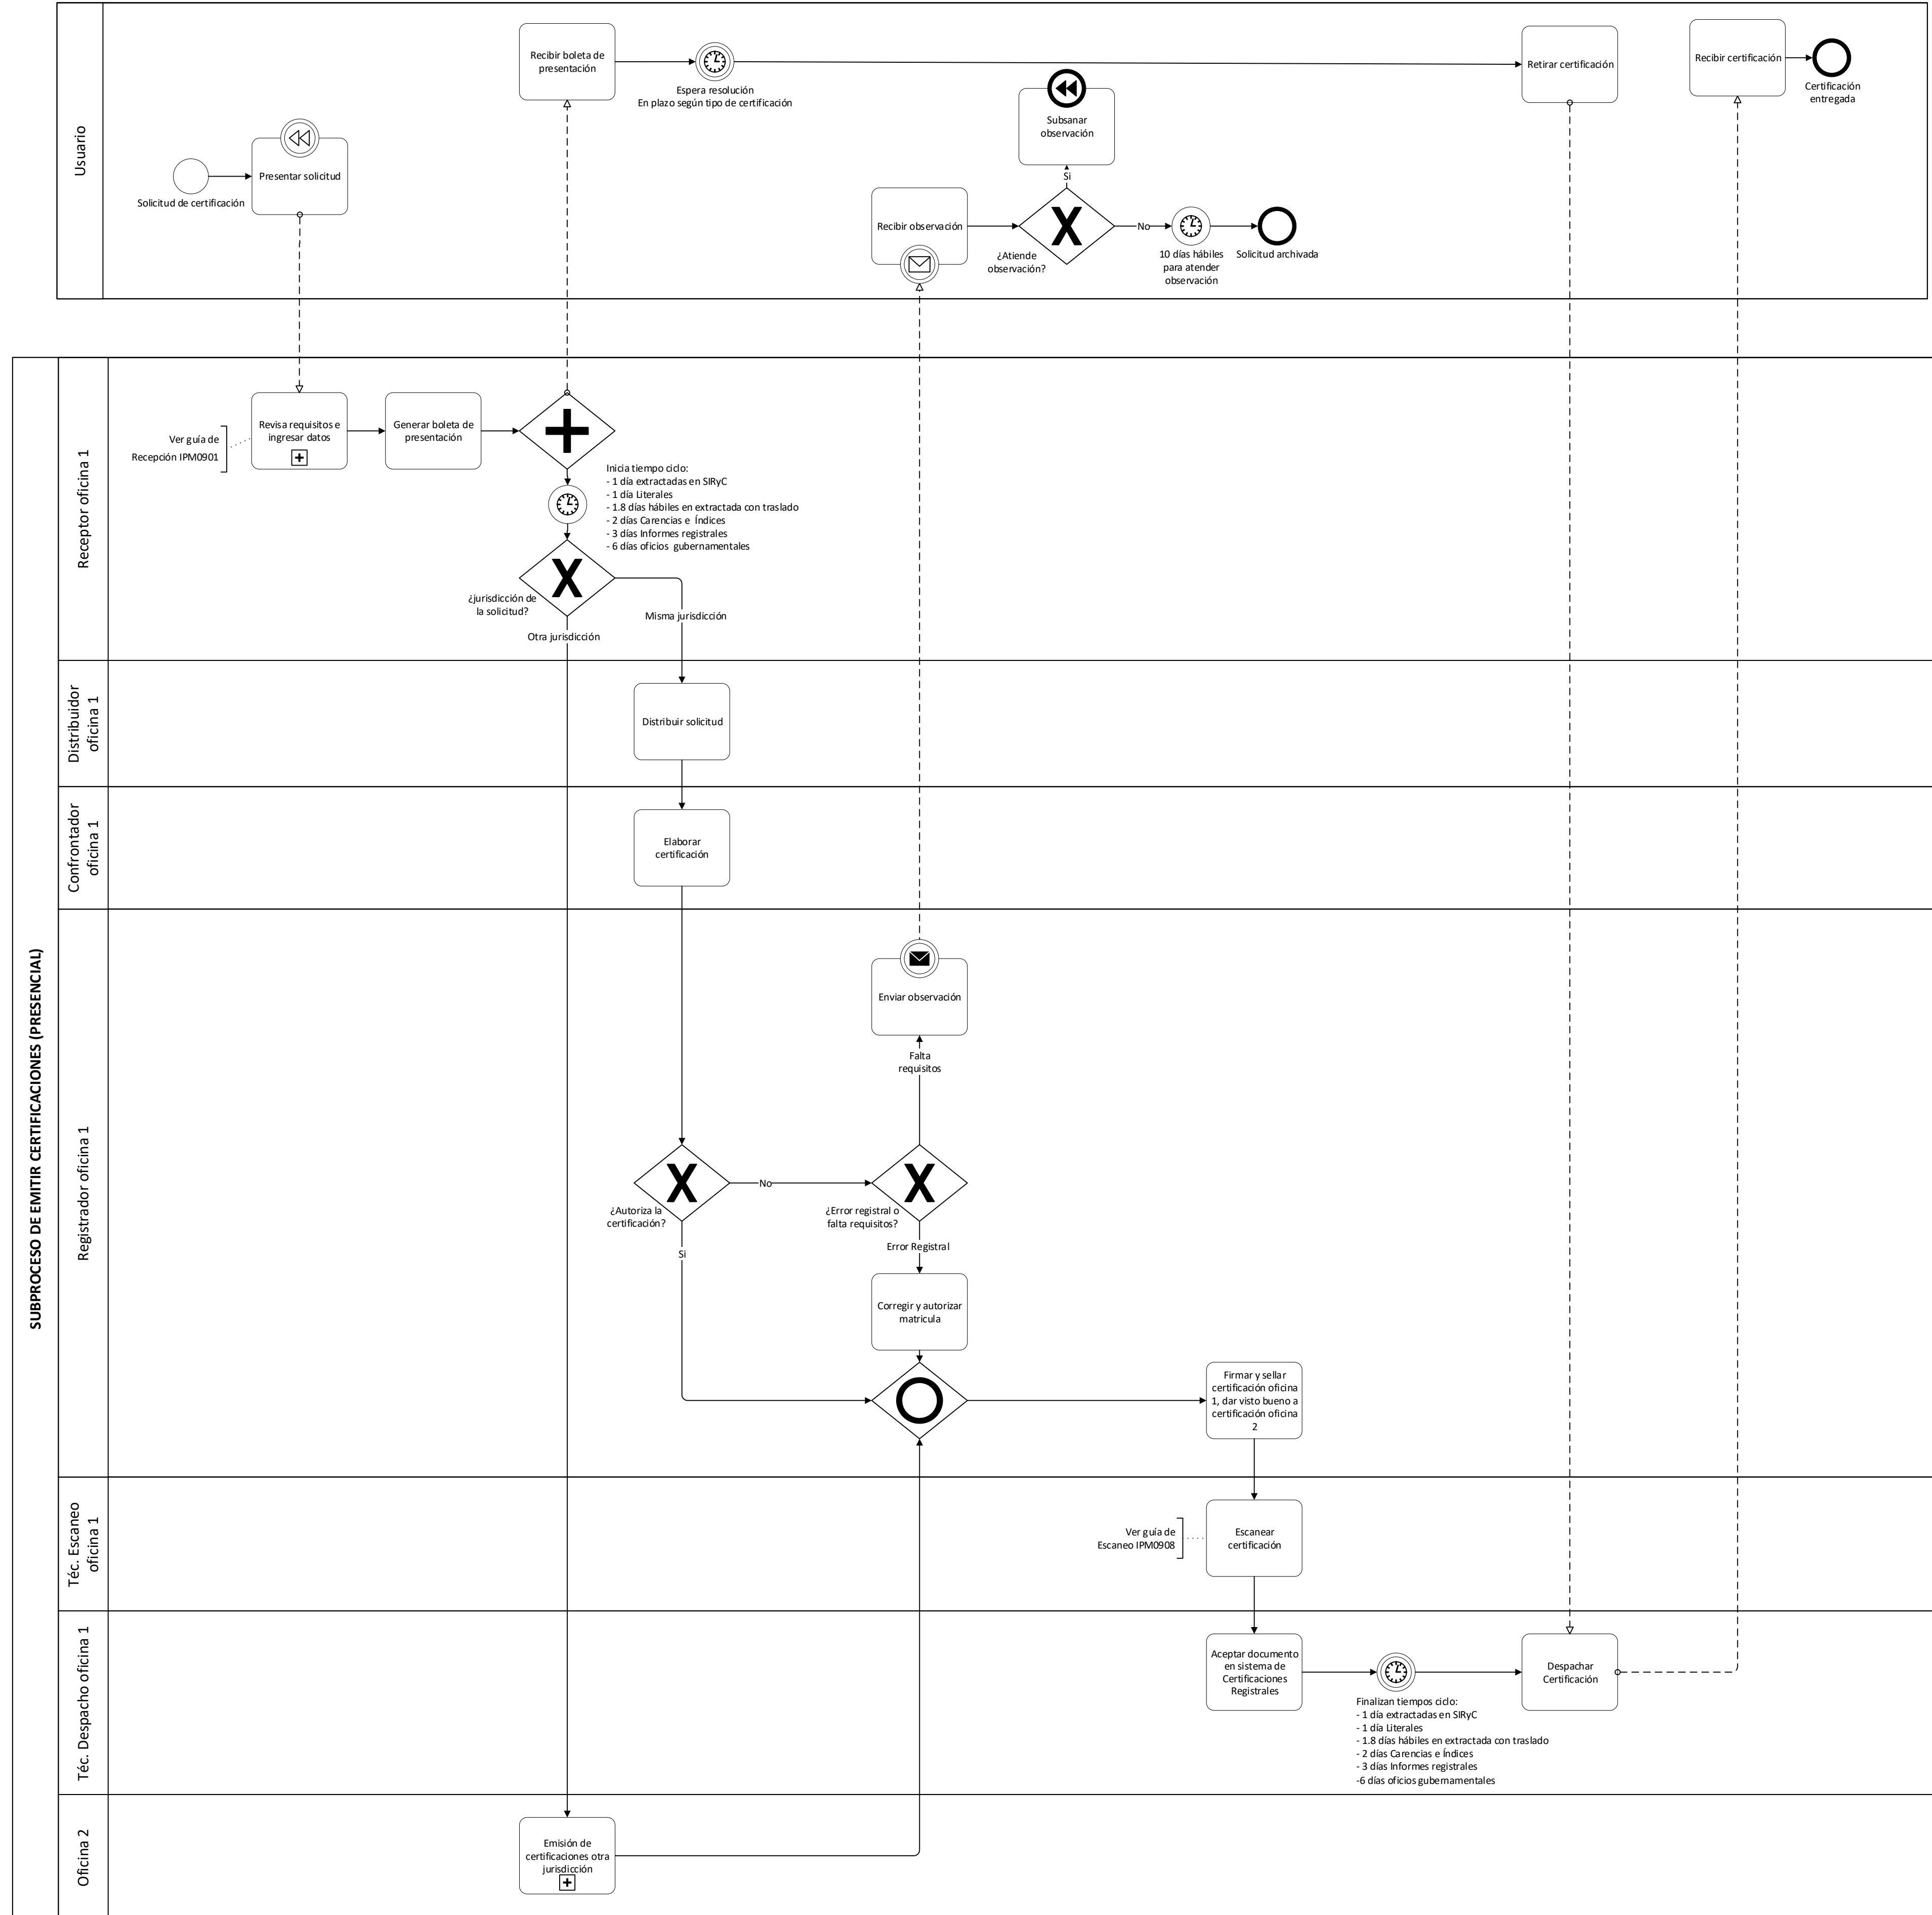 Usuario
Solicitud de certificación
Presentar solicitud
Recibir boleta de
presentación
Espera resolución
En plazo según tipo de certificación
Recibir observación
¿Atiende
observación?
Si
Subsanar
observación
No
10 días hábiles
para atender
observación
Solicitud archivada
Retirar certificación
Recibir certificación
Certificación
entregada
SUBPROCESO DE EMITIR CERTIFICACIONES (PRESENCIAL)
Receptor oficina 1
Ver guía de
Recepción IPM0901
Revisa requisitos e
ingresar datos
Generar boleta de
presentación
Inicia tiempo ciclo:
- 1 día extractadas en SIRyC
- 1 día Literales
- 1.8 días hábiles en extractada con traslado
- 2 días Carencias e Índices
- 3 días Informes registrales
- 6 días oficios gubernamentales
¿jurisdicción de
la solicitud?
Misma jurisdicción
Otra jurisdicción
Distribuidor
oficina 1
Distribuir solicitud
Confrontador
oficina 1
Elaborar
certificación
Registrador oficina 1
Enviar observación
Falta
requisitos
¿Autoriza la
certificación?
No
¿Error registral o
falta requisitos?
Si
Error Registral
Corregir y autorizar
matricula
Firmar y sellar
certificación oficina
1, dar visto bueno a
certificación oficina
2
Téc. Escaneo
oficina 1
Ver guía de
Escaneo IPM0908
Escanear
certificación
Téc. Despacho oficina 1
Aceptar documento
en sistema de
Certificaciones
Registrales
Despachar
Certificación
Finalizan tiempos ciclo:
- 1 día extractadas en SIRyC
- 1 día Literales
- 1.8 días hábiles en extractada con traslado
- 2 días Carencias e Índices
- 3 días Informes registrales
-6 días oficios gubernamentales
Oficina 2
Emisión de
certificaciones otra
jurisdicción